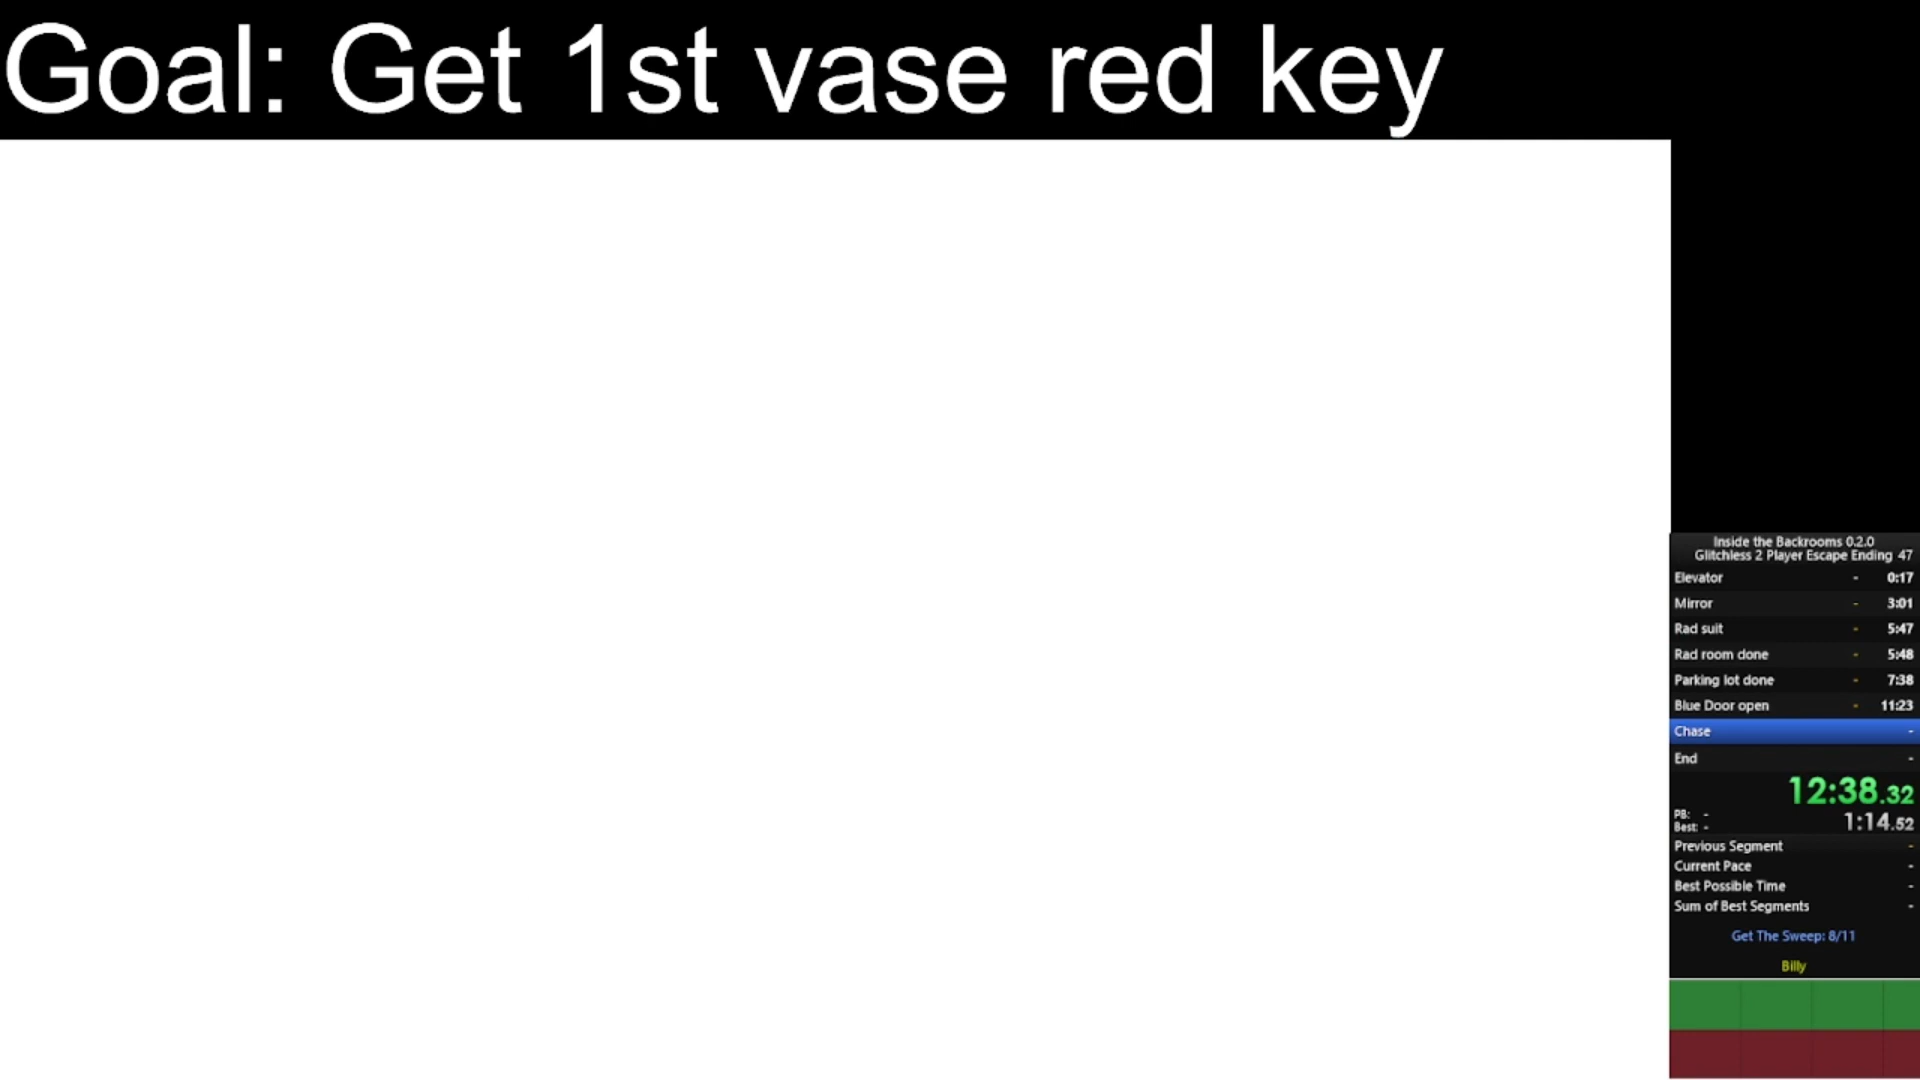 Goal: Get 1st vase red key
Inside the Backrooms 0.2.0
Glitchless 2 Player Escape Ending 47
Elevator - 0:17
Mirror - 3:01
Rad suit - 5:47
Rad room done - 5:48
Parking lot done - 7:38
Blue Door open - 11:23
Chase -
End -
12:38.32
PB: -
Best: - 1:14.52
Previous Segment -
Current Pace -
Best Possible Time -
Sum of Best Segments -
Get The Sweep: 8/11
Billy